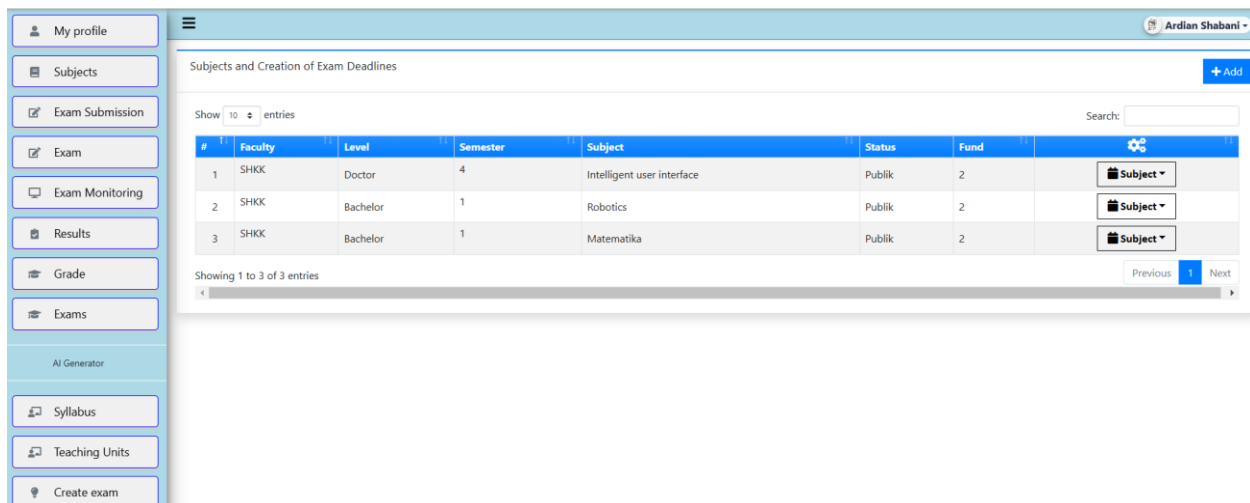 My profile
Subjects
Exam Submission
Exam
Exam Monitoring
Results
Grade
Exams
AI Generator
Syllabus
Teaching Units
Create exam
Ardian Shabani
Subjects and Creation of Exam Deadlines
+ Add
Show 10 entries
Search:
# Faculty Level Semester Subject Status Fund
1 SHKK Doctor 4 Intelligent user interface Publik 2 Subject
2 SHKK Bachelor 1 Robotics Publik 2 Subject
3 SHKK Bachelor 1 Matematika Publik 2 Subject
Showing 1 to 3 of 3 entries
Previous 1 Next